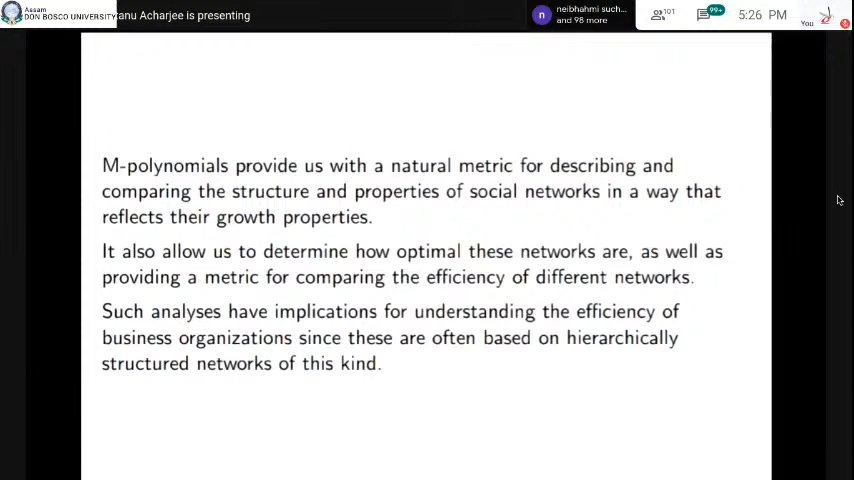 Assam
DON BOSCO UNIVERSITY
tanu Acharjee is presenting
n
neibhahmi such...
and 98 more
101
99+
5:26 PM
You
M-polynomials provide us with a natural metric for describing and
comparing the structure and properties of social networks in a way that
reflects their growth properties.
It also allow us to determine how optimal these networks are, as well as
providing a metric for comparing the efficiency of different networks.
Such analyses have implications for understanding the efficiency of
business organizations since these are often based on hierarchically
structured networks of this kind.